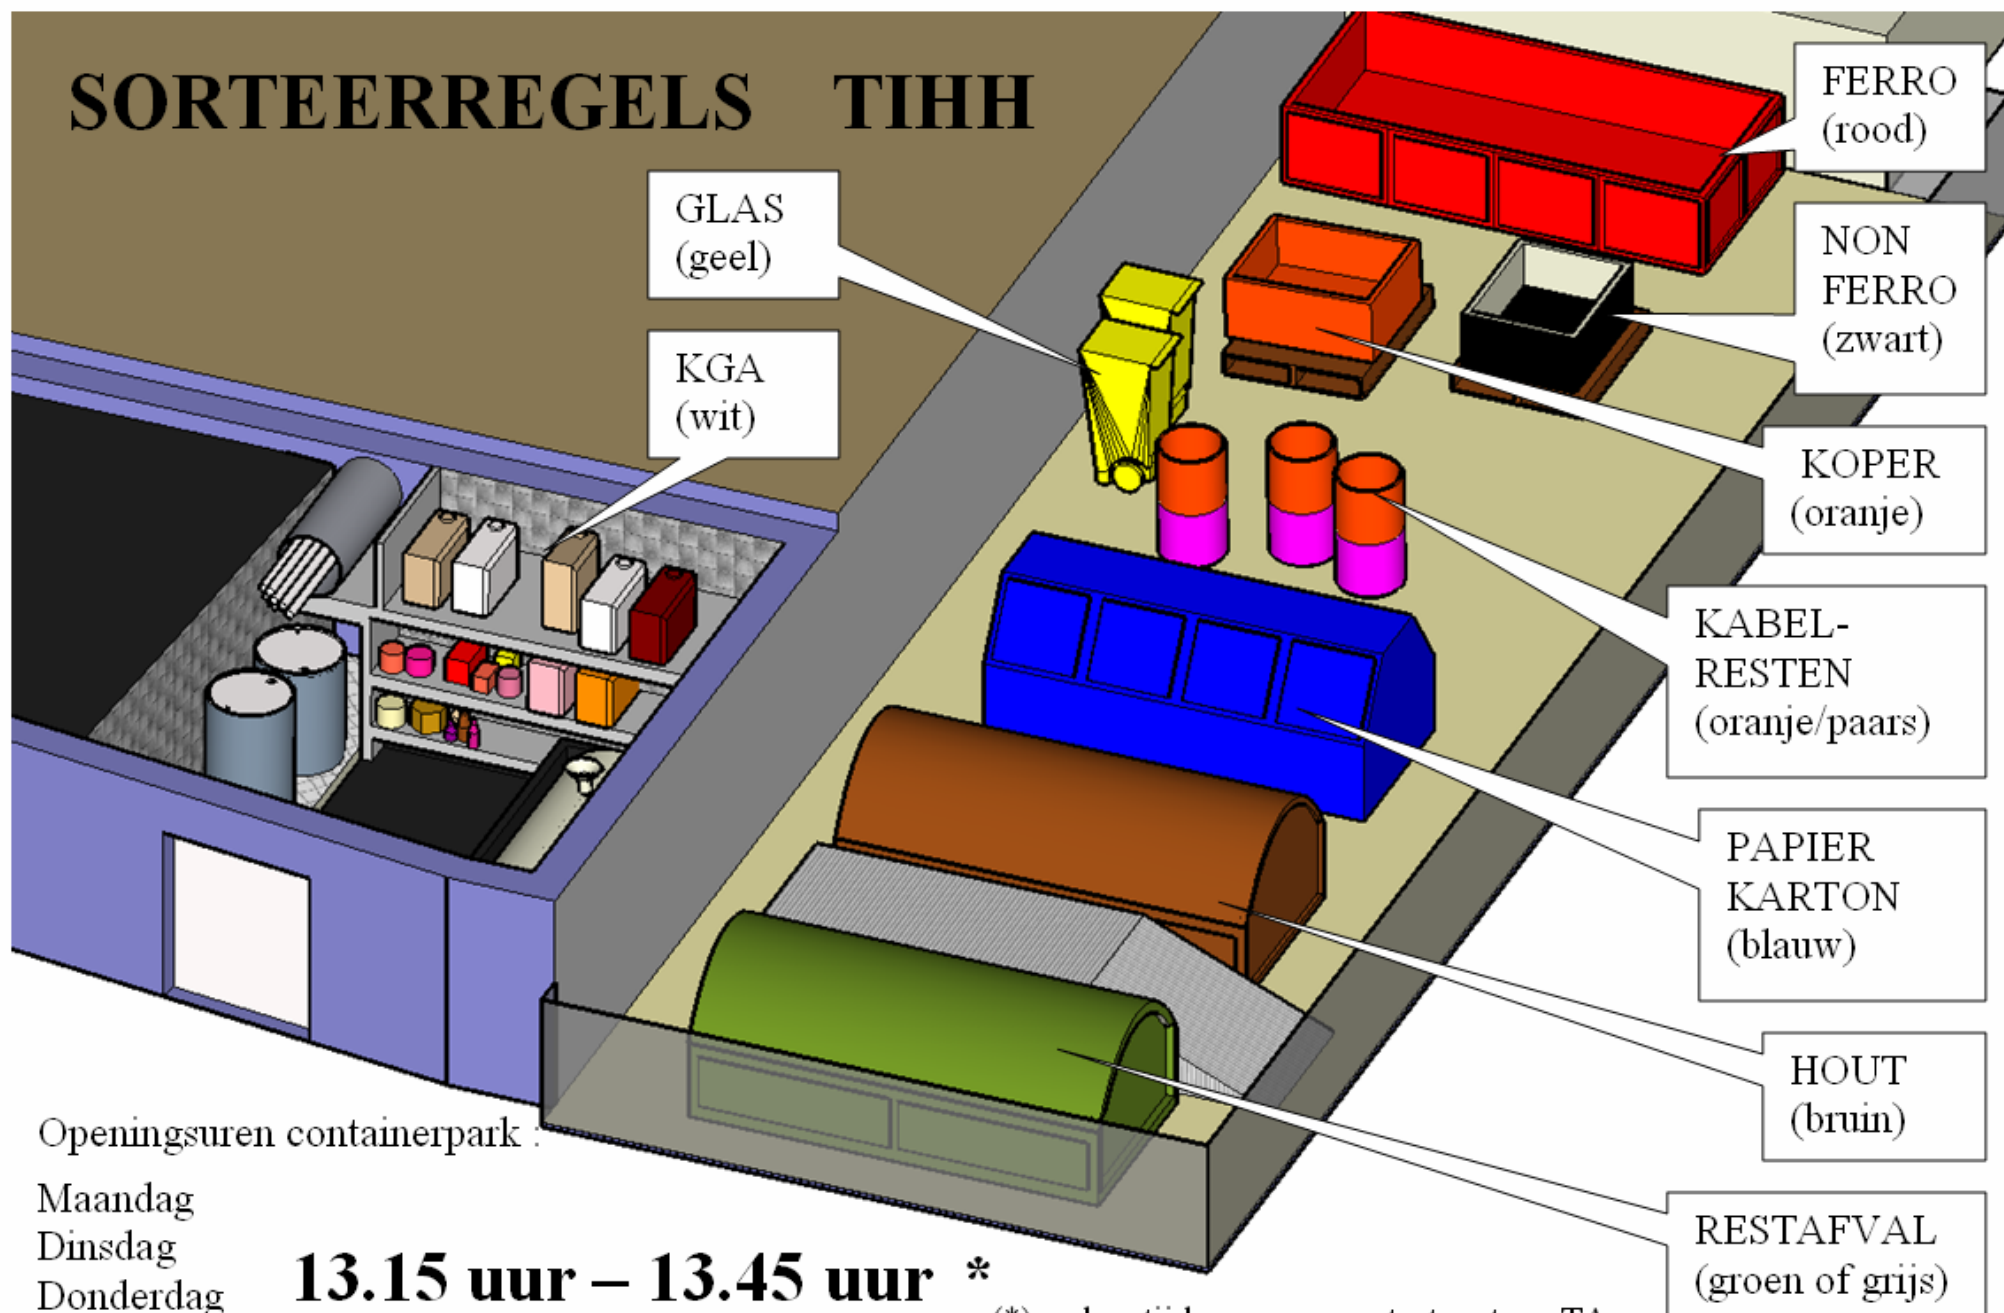 SORTEERREGELS TIHH
FERRO
(rood)
GLAS
(geel)
NON
FERRO
(zwart)
KGA
(wit)
KOPER
(oranje)
KABEL-
RESTEN
(oranje/paars)
PAPIER
KARTON
(blauw)
HOUT
(bruin)
RESTAFVAL
(groen of grijs)
Openingsuren containerpark :
Maandag
Dinsdag
Donderdag
13.15 uur – 13.45 uur *